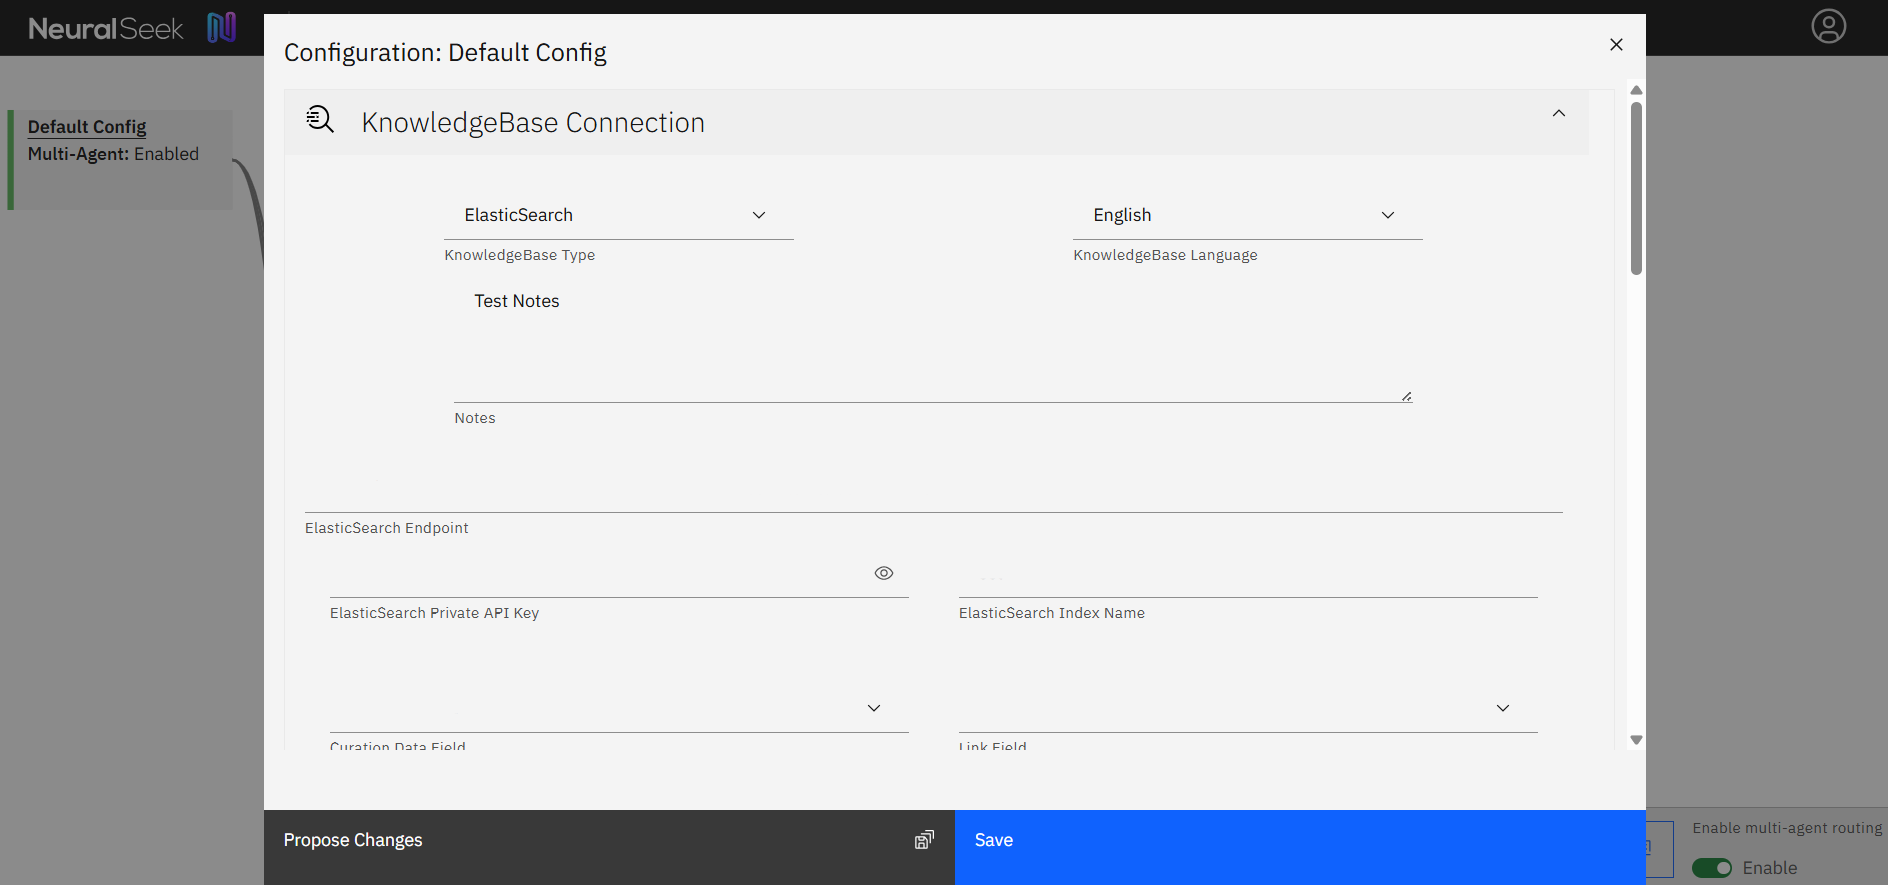 NeuralSeek
Configuration: Default Config
Default Config
Multi-Agent: Enabled
KnowledgeBase Connection
ElasticSearch
English
KnowledgeBase Type
KnowledgeBase Language
Test Notes
Notes
ElasticSearch Endpoint
ElasticSearch Private API Key
ElasticSearch Index Name
Curation Data Field
Link Field
Propose Changes
Save
Enable multi-agent routing
Enable